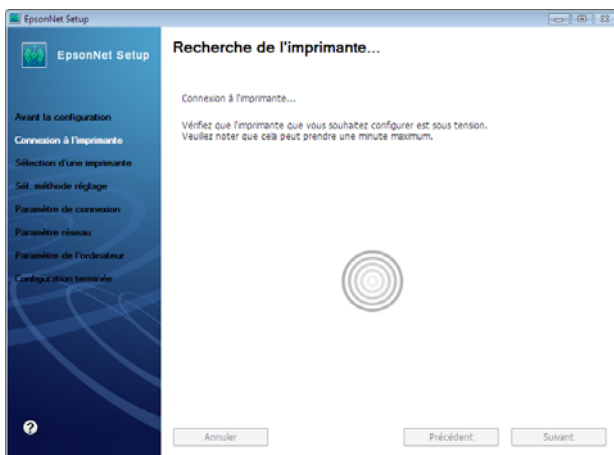 EpsonNet Setup
EpsonNet Setup
Recherche de l'imprimante...
Connexion à l'imprimante...
Vérifiez que l'imprimante que vous souhaitez configurer est sous tension.
Veuillez noter que cela peut prendre une minute maximum.
Avant la configuration
Connexion à l'imprimante
Sélection d'une imprimante
Sél. méthode réglage
Paramètre de connexion
Paramètre réseau
Paramètre de l'ordinateur
Configuration terminée
?
Annuler
Précédent
Suivant